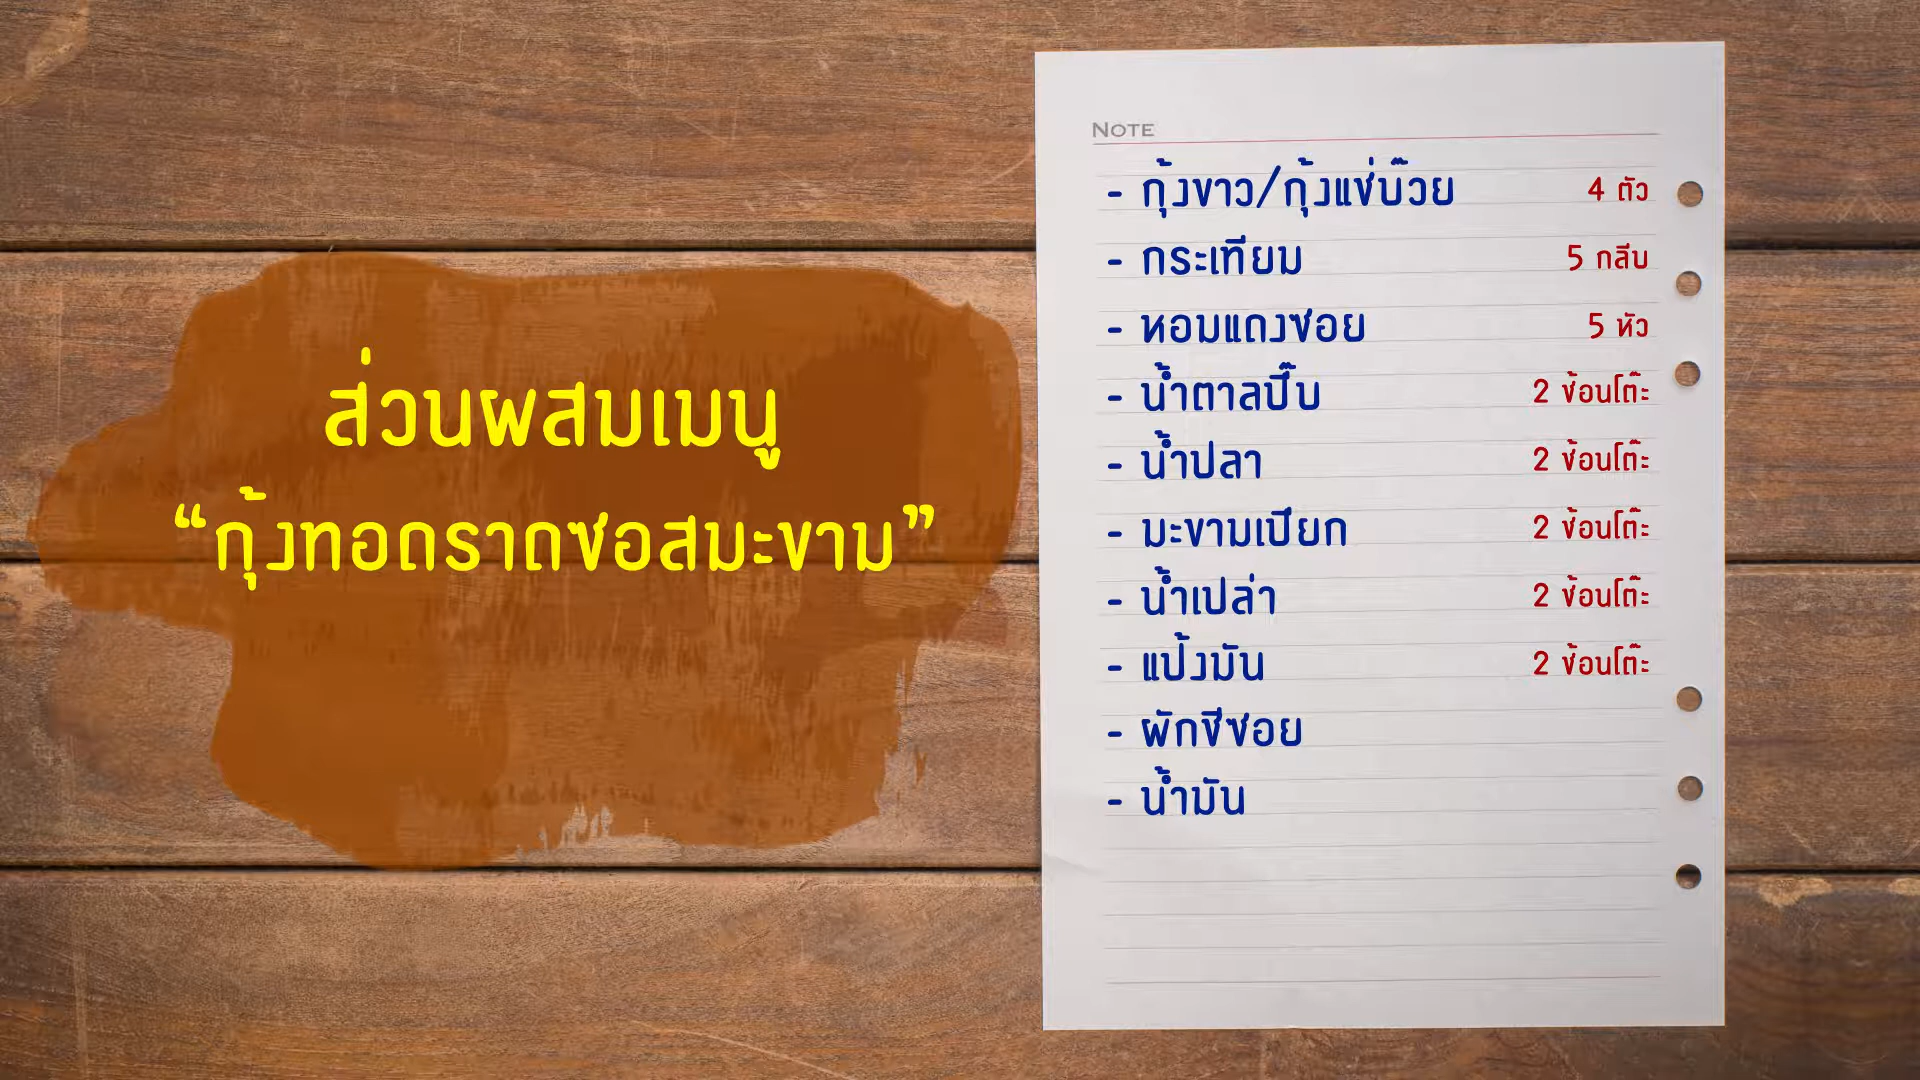 ส่วนผสมเมนู
“กุ้งทอดราดซอสมะขาม”
NOTE
- กุ้งขาว/กุ้งแช่บ๊วย 4 ตัว
- กระเทียม 5 กลีบ
- หอมแดงซอย 5 หัว
- น้ำตาลปี๊บ 2 ช้อนโต๊ะ
- น้ำปลา 2 ช้อนโต๊ะ
- มะขามเปียก 2 ช้อนโต๊ะ
- น้ำเปล่า 2 ช้อนโต๊ะ
- แป้งมัน 2 ช้อนโต๊ะ
- ผักชีซอย
- น้ำมัน